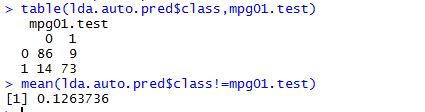 > table(lda.auto.pred$class,mpg01.test)
mpg01.test
0 1
0 86 9
1 14 73
> mean(lda.auto.pred$class!=mpg01.test)
[1] 0.1263736